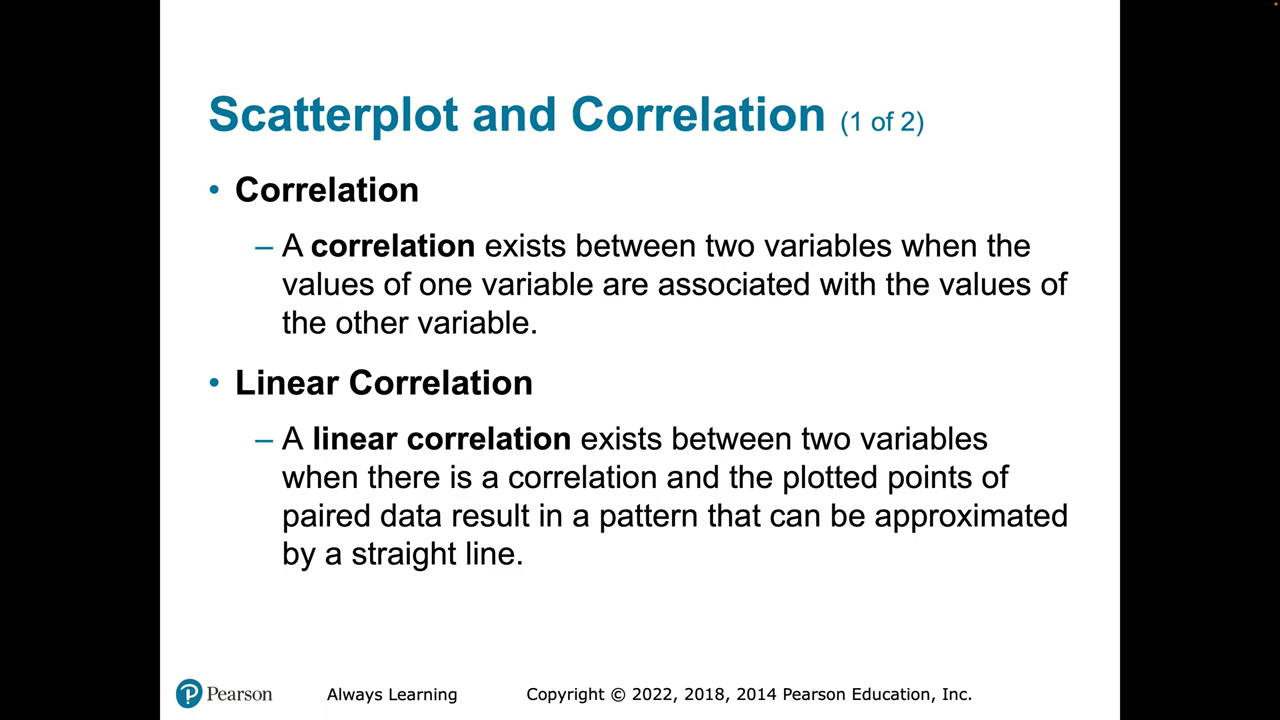 Scatterplot and Correlation (1 of 2)
• Correlation
– A correlation exists between two variables when the
values of one variable are associated with the values of
the other variable.
• Linear Correlation
– A linear correlation exists between two variables
when there is a correlation and the plotted points of
paired data result in a pattern that can be approximated
by a straight line.
P Pearson Always Learning Copyright © 2022, 2018, 2014 Pearson Education, Inc.